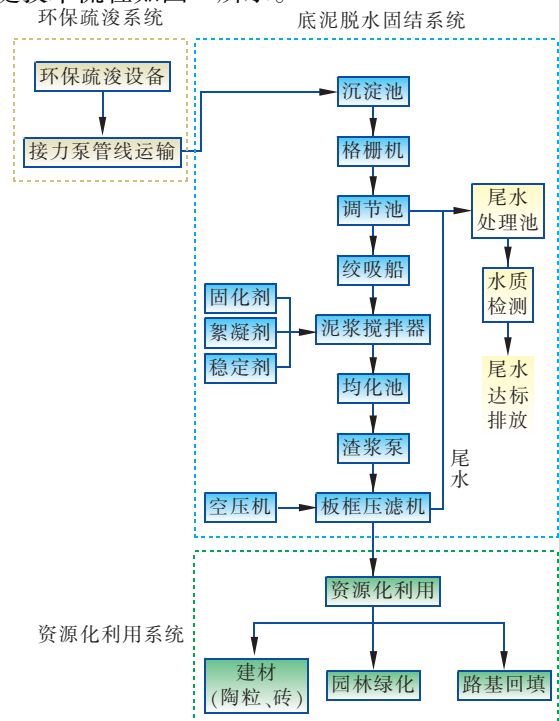 环保疏浚系统
底泥脱水固结系统
环保疏浚设备
接力泵管线运输
沉淀池
格栅机
调节池
尾水
处理池
绞吸船
水质
检测
固化剂
絮凝剂
稳定剂
泥浆搅拌器
均化池
尾水
达标
排放
渣浆泵
尾
水
空压机
板框压滤机
资源化利用
资源化利用系统
建材
(陶粒、砖)
园林绿化
路基回填